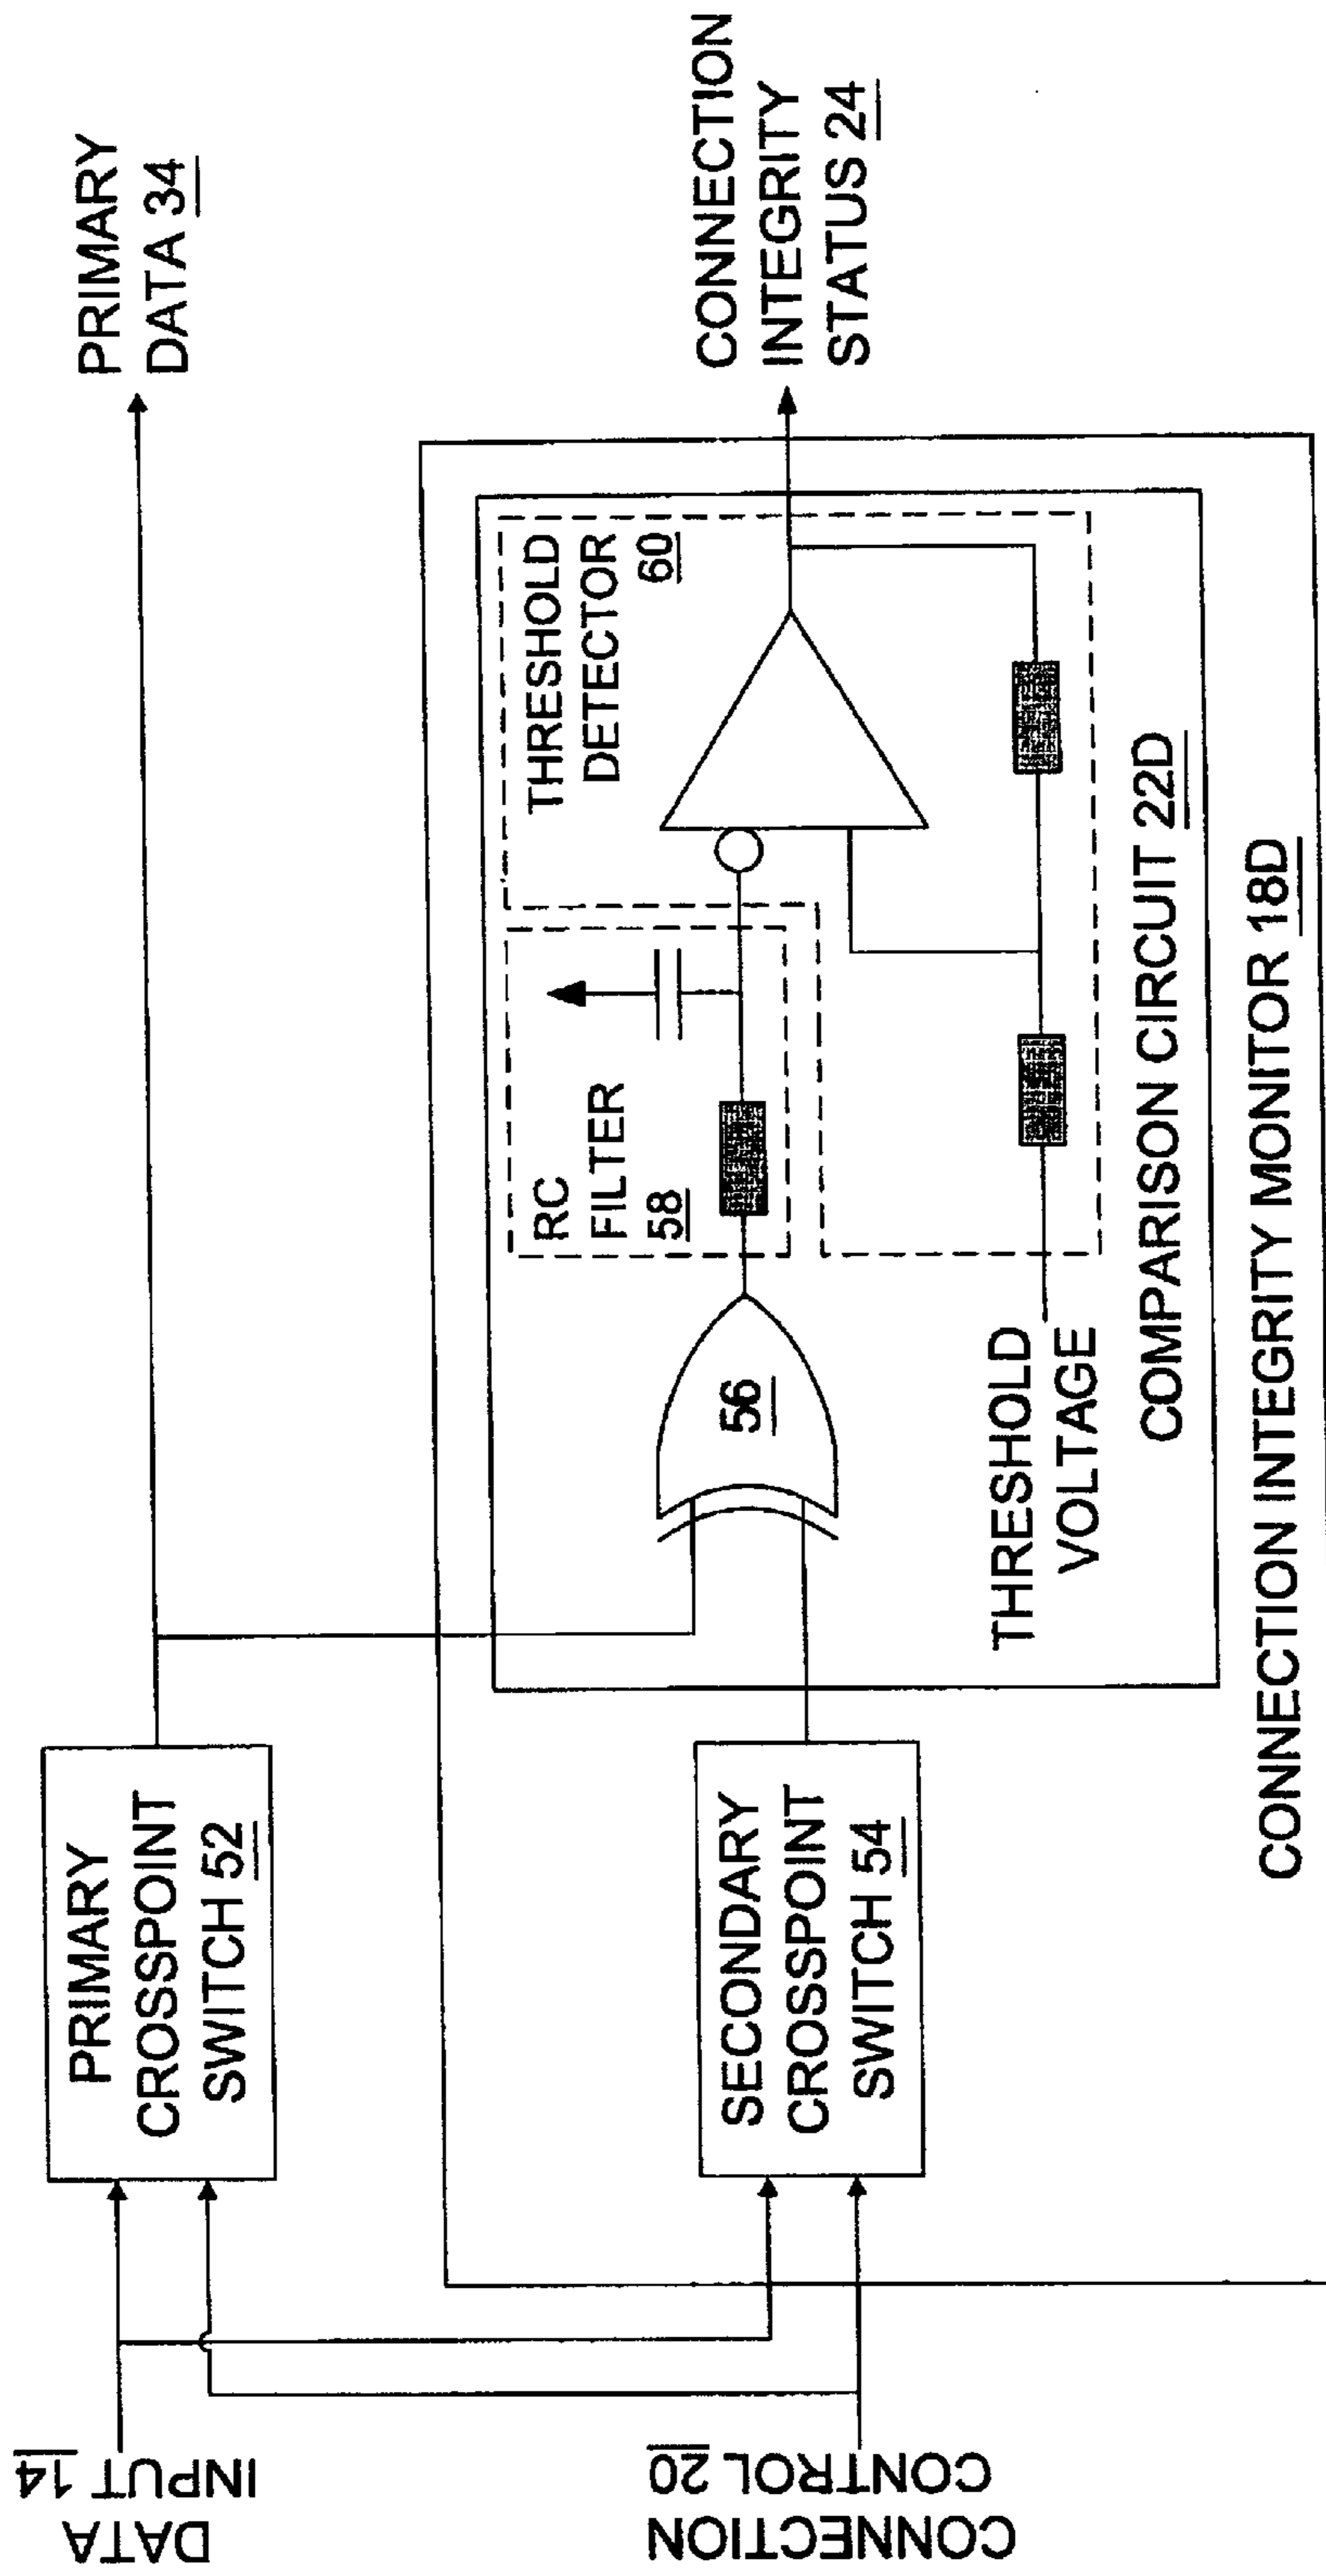 PRIMARY
DATA 34
PRIMARY
CROSSPOINT
SWITCH 52
DATA
INPUT 14
CONNECTION
CONTROL 20
SECONDARY
CROSSPOINT
SWITCH 54
56
RC
FILTER
58
THRESHOLD
DETECTOR
60
THRESHOLD
VOLTAGE
CONNECTION
INTEGRITY
STATUS 24
COMPARISON CIRCUIT 22D
CONNECTION INTEGRITY MONITOR 18D